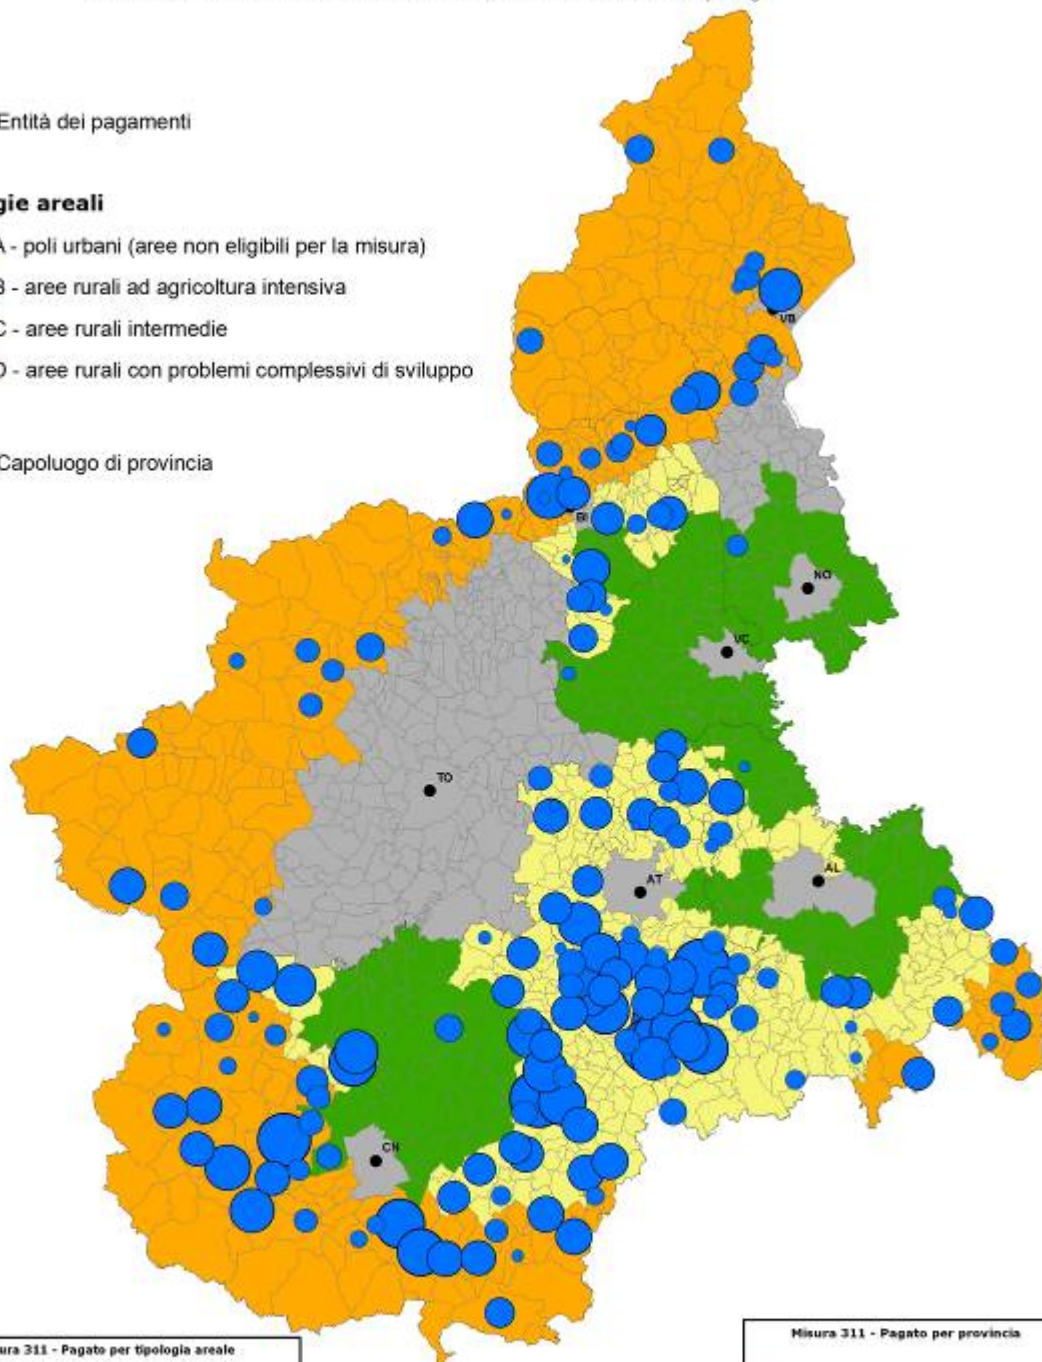 Entità dei pagamenti
gie areali
A - poli urbani (aree non eligibili per la misura)
B - aree rurali ad agricoltura intensiva
C - aree rurali intermedie
D - aree rurali con problemi complessivi di sviluppo
Capoluogo di provincia
VB
BI
NO
VC
TO
AT
AL
CN
ura 311 - Pagato per tipologia areale
Misura 311 - Pagato per provincia